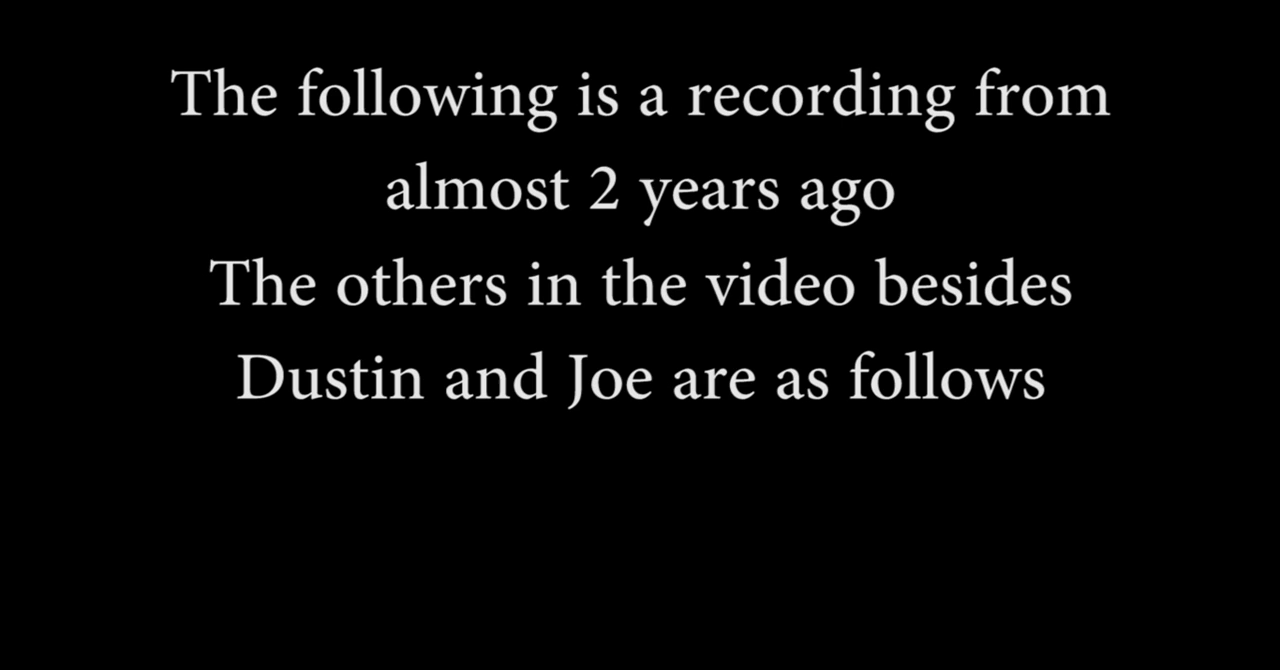 The following is a recording from
almost 2 years ago
The others in the video besides
Dustin and Joe are as follows